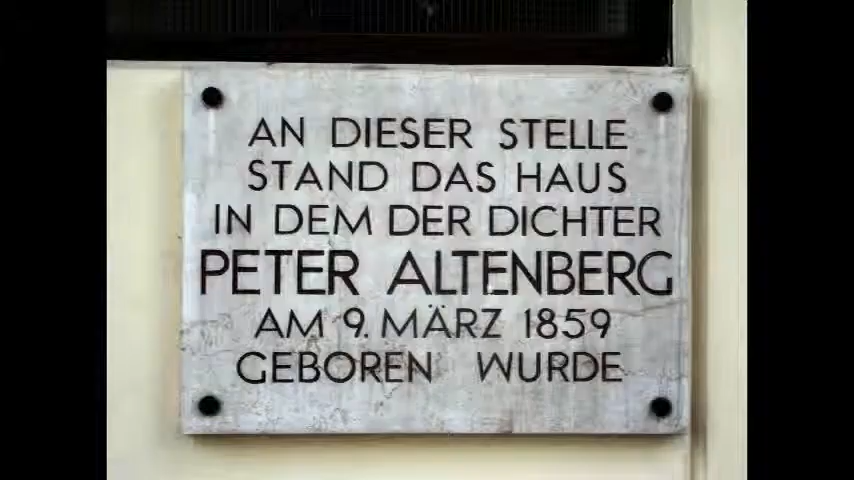 AN DIESER STELLE
STAND DAS HAUS
IN DEM DER DICHTER
PETER ALTENBERG
AM 9. MÄRZ 1859
GEBOREN WURDE